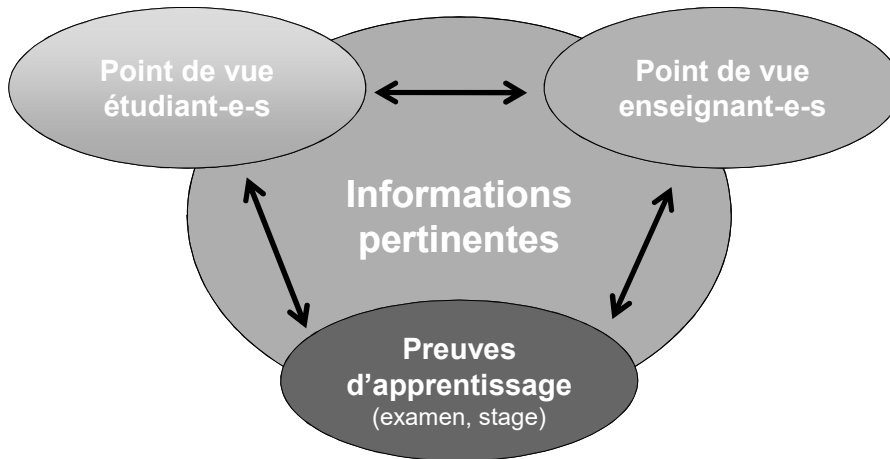 Point de vue
étudiant-e-s
Point de vue
enseignant-e-s
Informations
pertinentes
Preuves
d’apprentissage
(examen, stage)